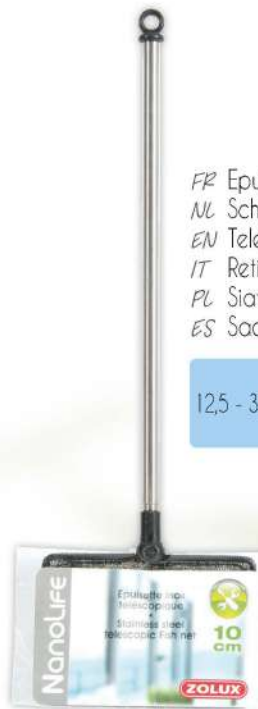 FR Epu
NL Sch
EN Tele
IT Reti
PL Sia
ES Sac
12,5 - 3
NanoLife
Epuisette inox
télescopique
Stainless steel
telescopic Fish net
10
cm
ZOLUX